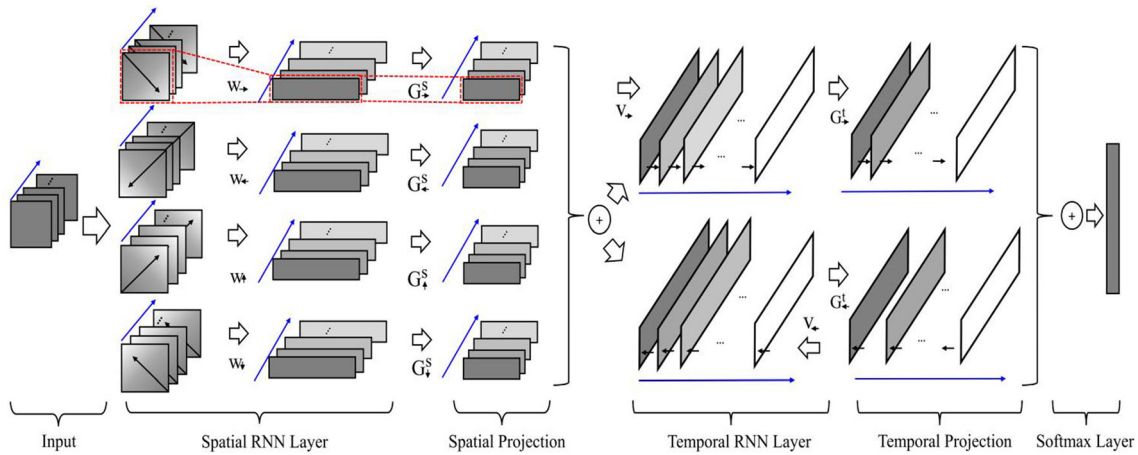 W→
G→ˢ
W←
G←ˢ
W↑
G↑ˢ
W↓
G↓ˢ
+
V→
...
...
G→ᵗ
...
...
...
...
V←
G←ᵗ
...
...
+
Input
Spatial RNN Layer
Spatial Projection
Temporal RNN Layer
Temporal Projection
Softmax Layer